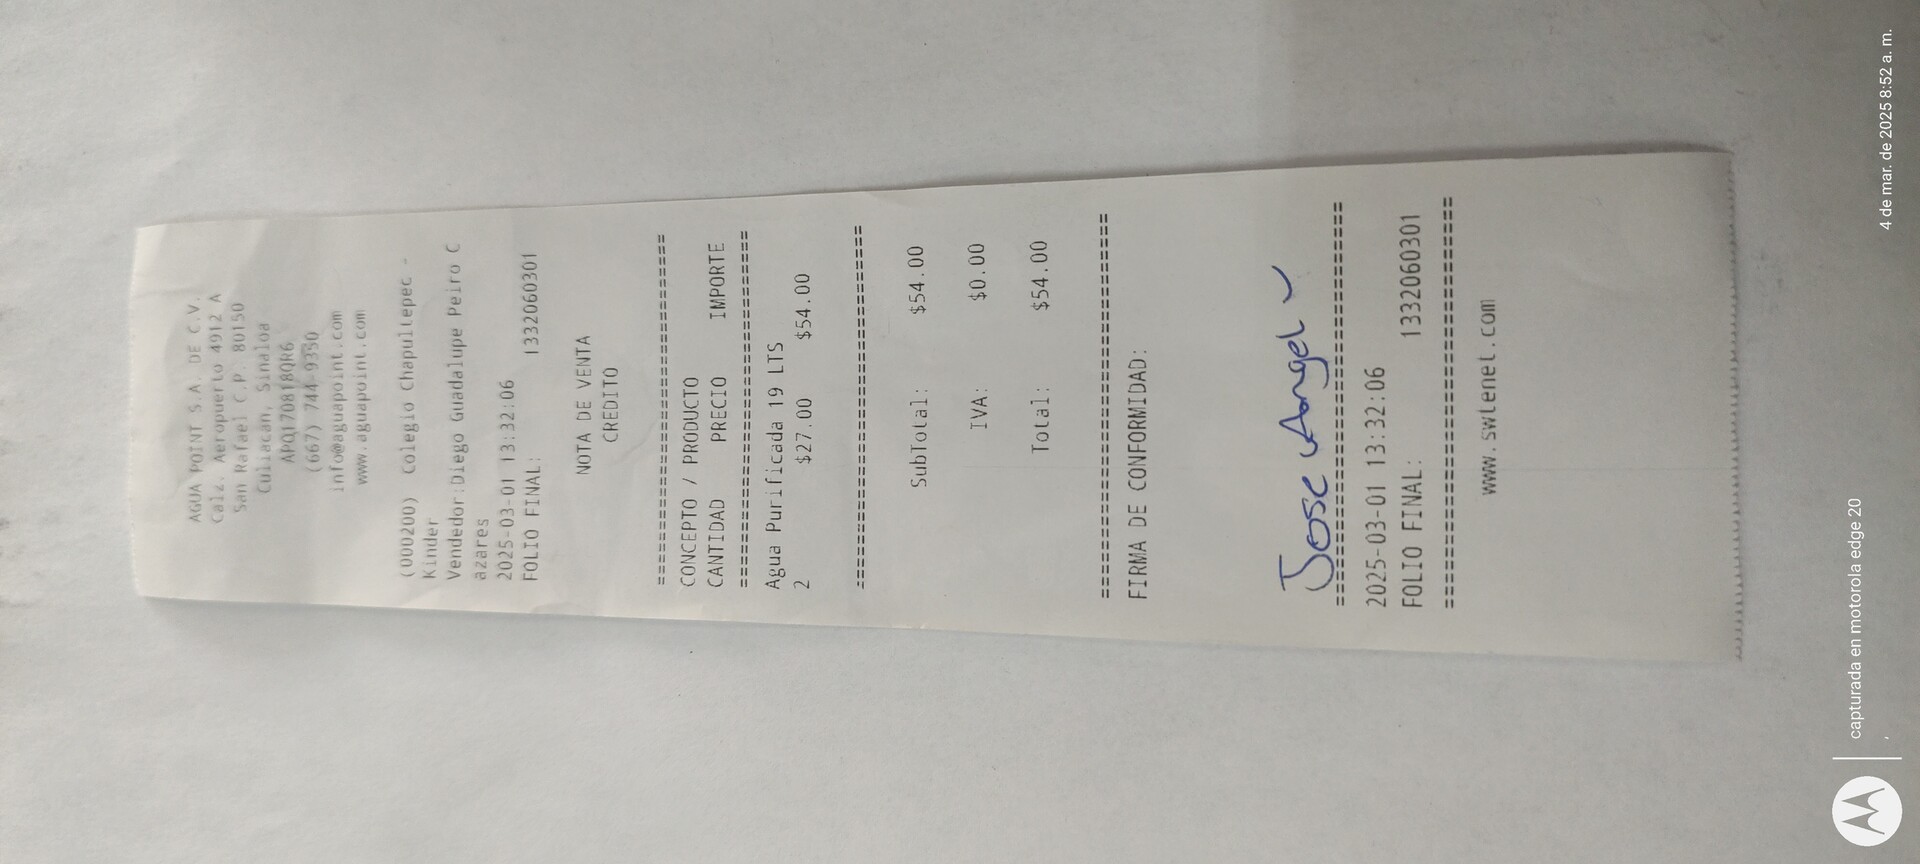 AGUA POINT S.A. DE C.V.
Calz. Aeropuerto 4912 A
San Rafael C.P. 80150
Culiacan, Sinaloa
APQ170818QR6
(667) 744-9350
info@aguapoint.com
www.aguapoint.com
(000200) Colegio Chapultepec -
Kinder
Vendedor:Diego Guadalupe Peiro C
azares
2025-03-01 13:32:06
FOLIO FINAL: 1332060301
NOTA DE VENTA
CREDITO
================================
CONCEPTO / PRODUCTO
CANTIDAD PRECIO IMPORTE
================================
Agua Purificada 19 LTS
2 $27.00 $54.00
================================
SubTotal: $54.00
IVA: $0.00
Total: $54.00
================================
FIRMA DE CONFORMIDAD:
Jose Angel
================================
2025-03-01 13:32:06
FOLIO FINAL: 1332060301
================================
www.swtenet.com
capturada en motorola edge 20
4 de mar. de 2025 8:52 a. m.